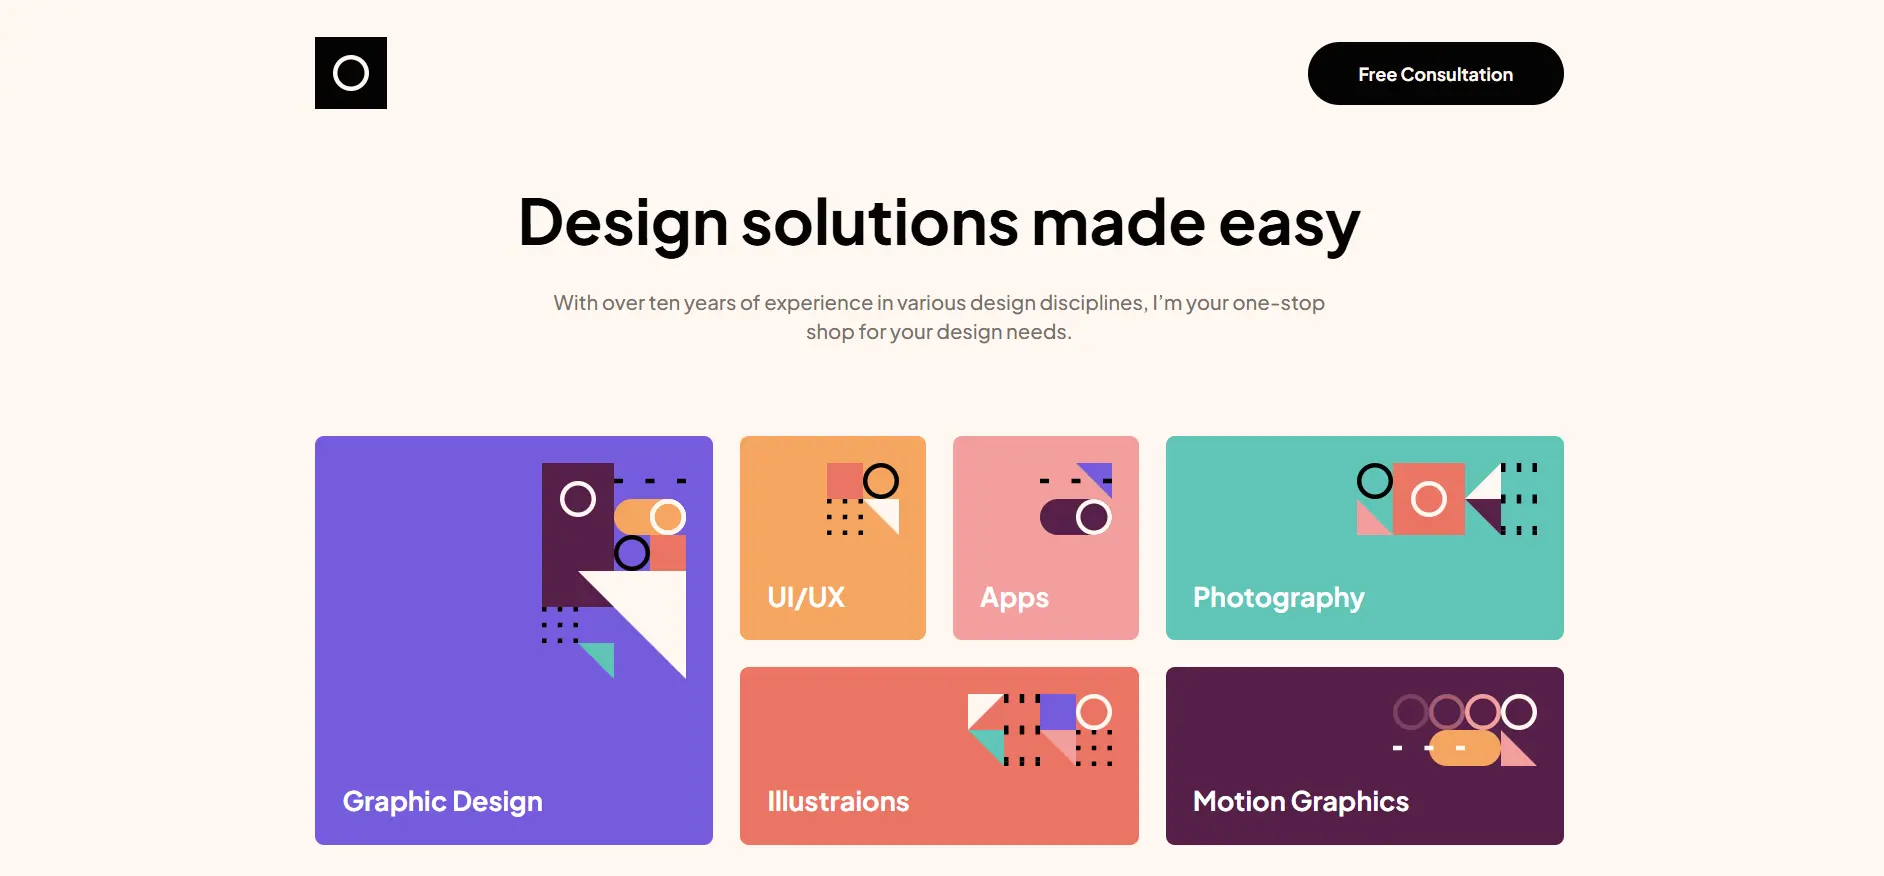 Free Consultation
Design solutions made easy
With over ten years of experience in various design disciplines, I’m your one-stop
shop for your design needs.
Graphic Design
UI/UX
Apps
Photography
Illustraions
Motion Graphics